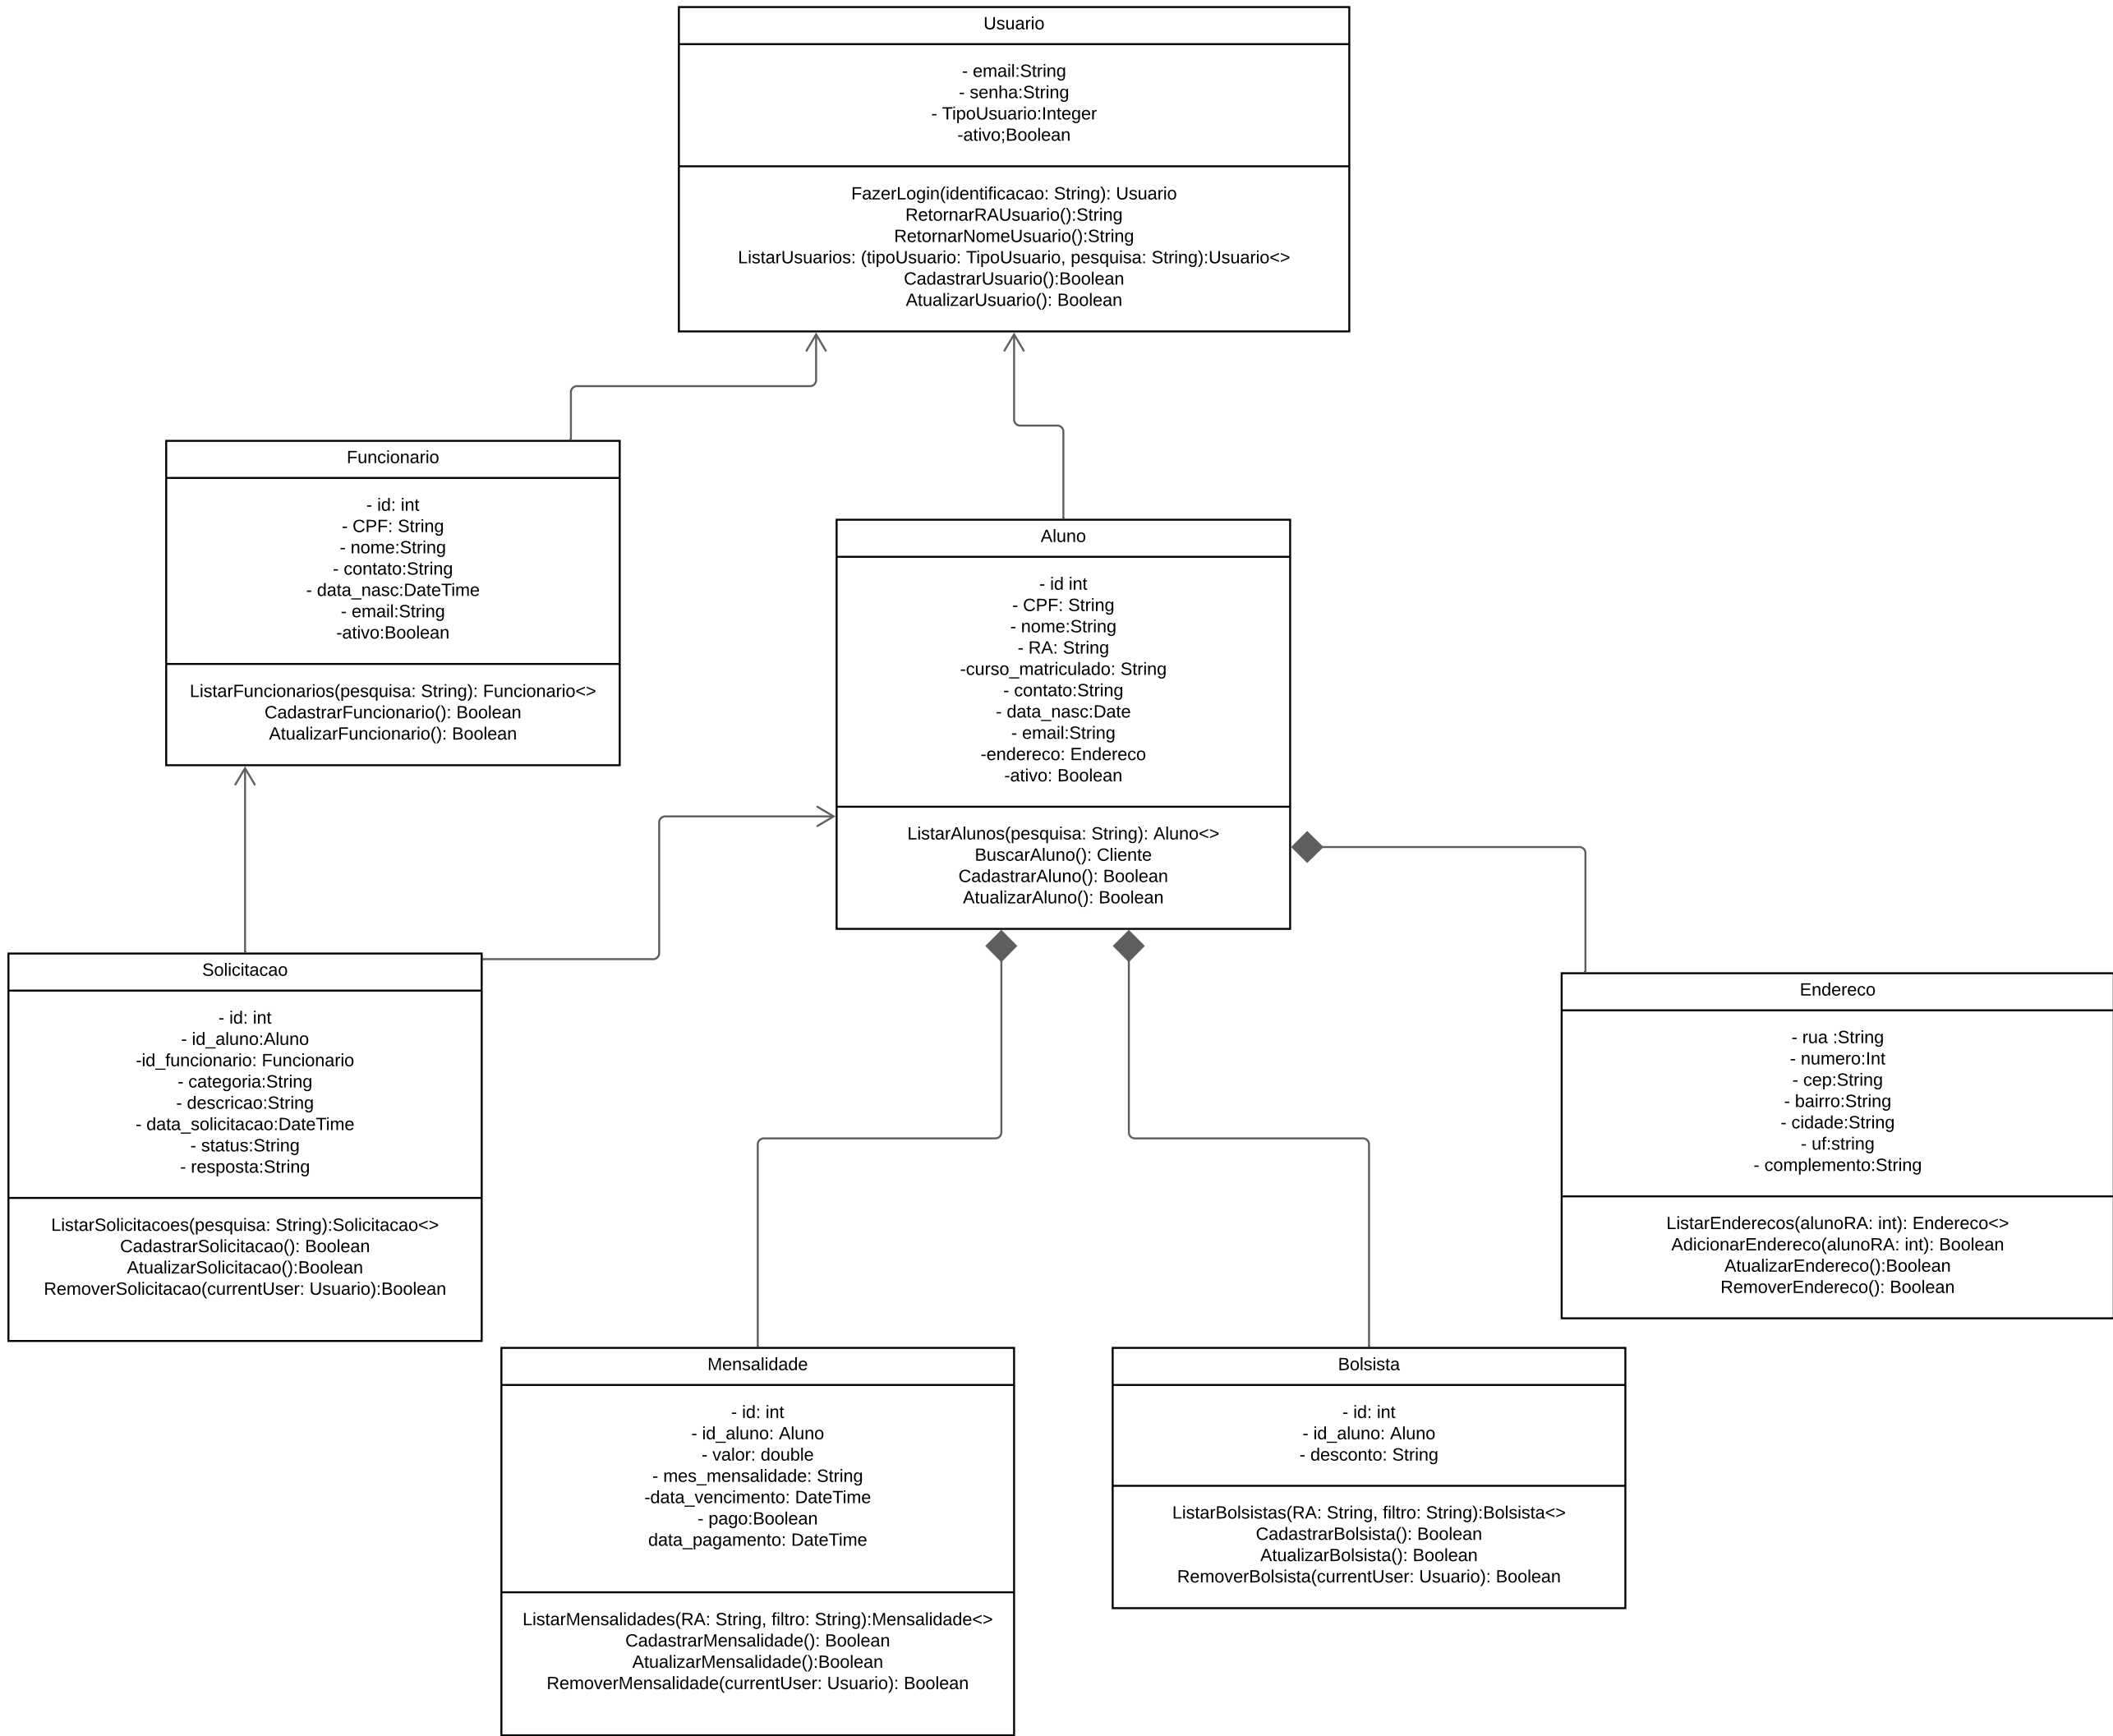 Usuario
- email:String
- senha:String
- TipoUsuario:Integer
-ativo;Boolean
FazerLogin(identificacao: String): Usuario
RetornarRAUsuario():String
RetornarNomeUsuario():String
ListarUsuarios: (tipoUsuario: TipoUsuario, pesquisa: String):Usuario<>
CadastrarUsuario():Boolean
AtualizarUsuario(): Boolean
Funcionario
- id: int
- CPF: String
- nome:String
- contato:String
- data_nasc:DateTime
- email:String
-ativo:Boolean
ListarFuncionarios(pesquisa: String): Funcionario<>
CadastrarFuncionario(): Boolean
AtualizarFuncionario(): Boolean
Aluno
- id int
- CPF: String
- nome:String
- RA: String
-curso_matriculado: String
- contato:String
- data_nasc:Date
- email:String
-endereco: Endereco
-ativo: Boolean
ListarAlunos(pesquisa: String): Aluno<>
BuscarAluno(): Cliente
CadastrarAluno(): Boolean
AtualizarAluno(): Boolean
Solicitacao
- id: int
- id_aluno:Aluno
-id_funcionario: Funcionario
- categoria:String
- descricao:String
- data_solicitacao:DateTime
- status:String
- resposta:String
ListarSolicitacoes(pesquisa: String):Solicitacao<>
CadastrarSolicitacao(): Boolean
AtualizarSolicitacao():Boolean
RemoverSolicitacao(currentUser: Usuario):Boolean
Endereco
- rua :String
- numero:Int
- cep:String
- bairro:String
- cidade:String
- uf:string
- complemento:String
ListarEnderecos(alunoRA: int): Endereco<>
AdicionarEndereco(alunoRA: int): Boolean
AtualizarEndereco():Boolean
RemoverEndereco(): Boolean
Mensalidade
- id: int
- id_aluno: Aluno
- valor: double
- mes_mensalidade: String
-data_vencimento: DateTime
- pago:Boolean
data_pagamento: DateTime
ListarMensalidades(RA: String, filtro: String):Mensalidade<>
CadastrarMensalidade(): Boolean
AtualizarMensalidade():Boolean
RemoverMensalidade(currentUser: Usuario): Boolean
Bolsista
- id: int
- id_aluno: Aluno
- desconto: String
ListarBolsistas(RA: String, filtro: String):Bolsista<>
CadastrarBolsista(): Boolean
AtualizarBolsista(): Boolean
RemoverBolsista(currentUser: Usuario): Boolean